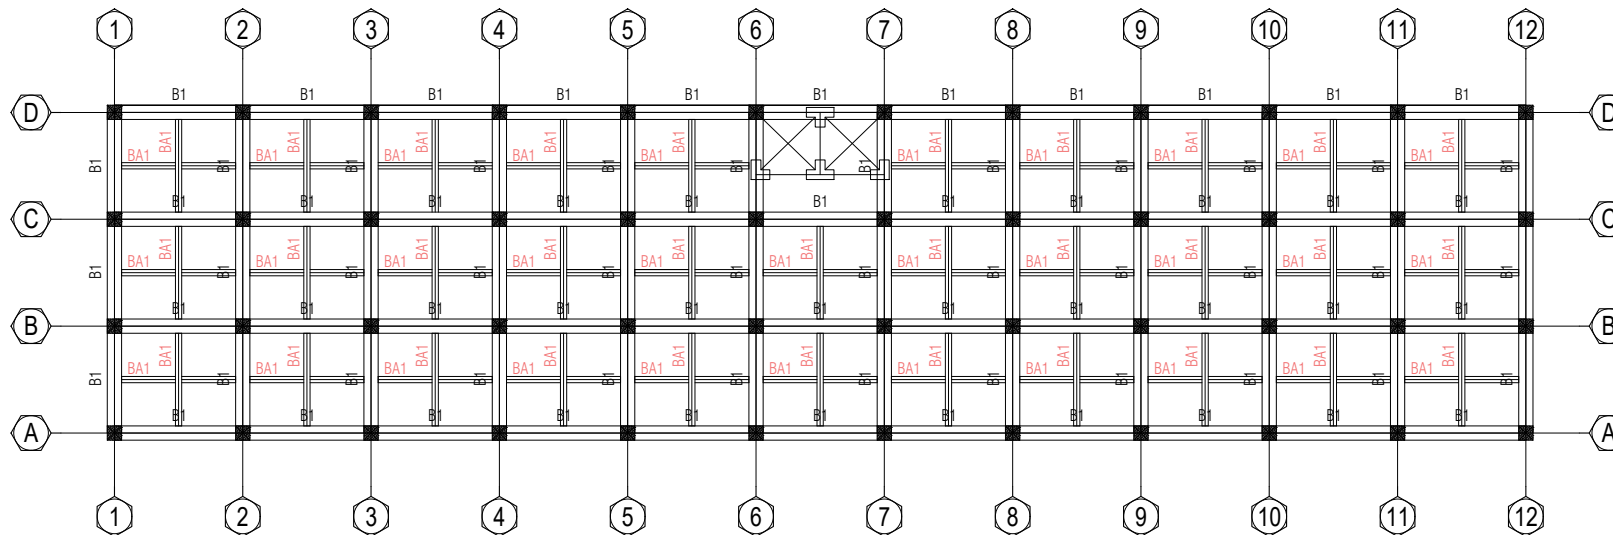 1 2 3 4 5 6 7 8 9 10 11 12
B1 B1 B1 B1 B1 B1 B1 B1 B1 B1 B1
D D
B1 BA1 BA1 B1 BA1 BA1 B1 BA1 BA1 B1 BA1 BA1 B1 BA1 BA1 B1 B1 BA1 BA1 B1 BA1 BA1 B1 BA1 BA1 B1 BA1 BA1 B1 BA1 BA1 B1
B1 B1 B1 B1 B1 B1 B1 B1 B1 B1 B1
C C
B1 BA1 BA1 B1 BA1 BA1 B1 BA1 BA1 B1 BA1 BA1 B1 BA1 BA1 B1 BA1 BA1 B1 BA1 BA1 B1 BA1 BA1 B1 BA1 BA1 B1 BA1 BA1 B1 BA1 BA1 B1
B1 B1 B1 B1 B1 B1 B1 B1 B1 B1 B1
B B
B1 BA1 BA1 B1 BA1 BA1 B1 BA1 BA1 B1 BA1 BA1 B1 BA1 BA1 B1 BA1 BA1 B1 BA1 BA1 B1 BA1 BA1 B1 BA1 BA1 B1 BA1 BA1 B1 BA1 BA1 B1
B1 B1 B1 B1 B1 B1 B1 B1 B1 B1 B1
A A
1 2 3 4 5 6 7 8 9 10 11 12